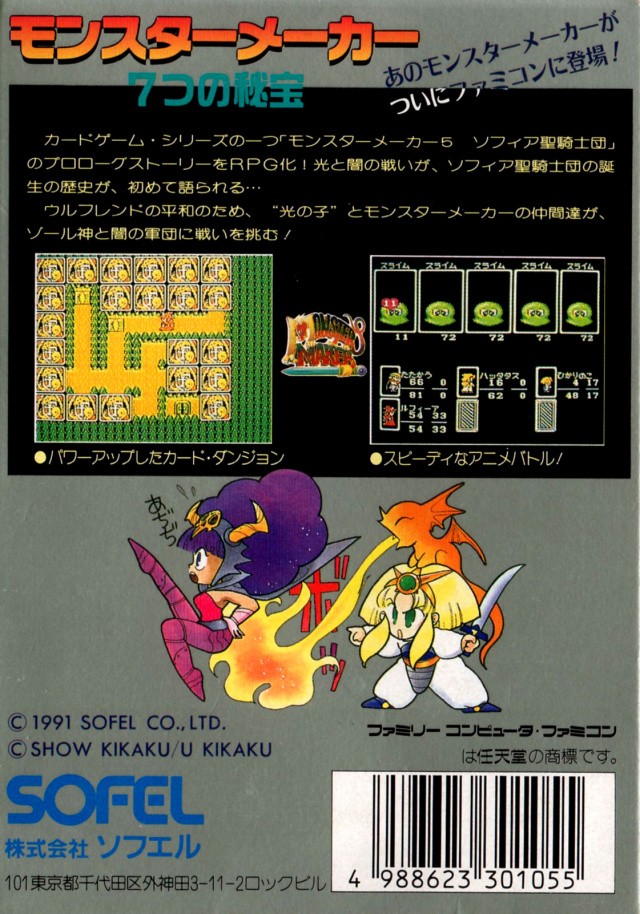 モンスターメーカー
7つの秘宝
あのモンスターメーカーが
ついにファミコンに登場!
カードゲーム・シリーズの一つ「モンスターメーカー5 ソフィア聖騎士団」
のプロローグストーリーをRPG化!光と闇の戦いが、ソフィア聖騎士団の誕
生の歴史が、初めて語られる…
ウルフレンドの平和のため、“光の子”とモンスターメーカーの仲間達が、
ゾール神と闇の軍団に戦いを挑む!
スライム スライム スライム スライム スライム
11
11 72 72 72 72
MONSTER
MAKER
たたかう ハッタタス ひかりのこ
66 0 16 0 4 17
81 0 62 0 48 17
ルフィーア
54 33
54 33
●パワーアップしたカード・ダンジョン
●スピーディなアニメバトル!
あぢぢ
ボッ
© 1991 SOFEL CO., LTD.
© SHOW KIKAKU/U KIKAKU
ファミリー コンピュータ・ファミコン
は任天堂の商標です。
SOFEL
株式会社 ソフエル
101東京都千代田区外神田3-11-2ロックビル
4 988623 301055